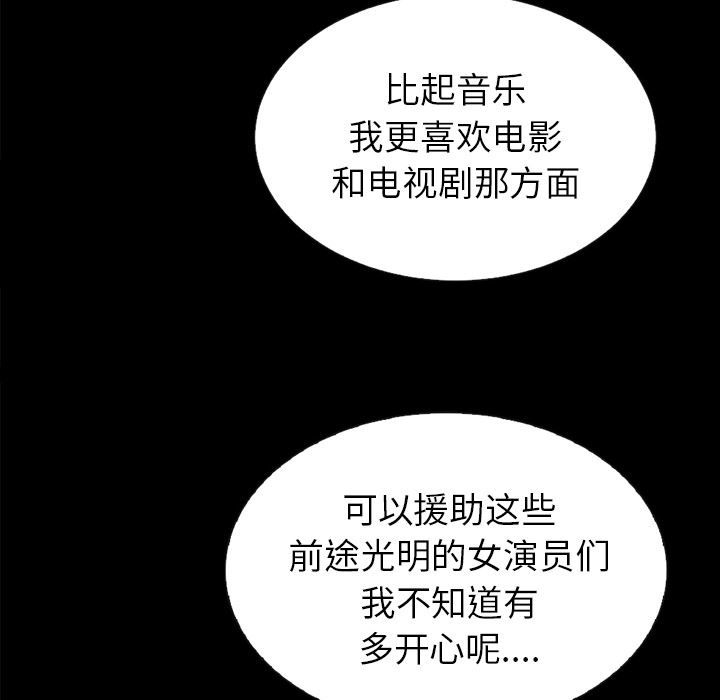 比起音乐
我更喜欢电影
和电视剧那方面
可以援助这些
前途光明的女演员们
我不知道有
多开心呢....